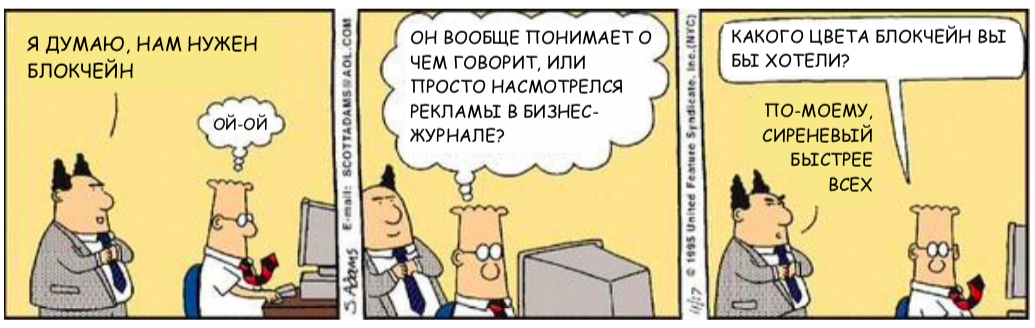 Я ДУМАЮ, НАМ НУЖЕН
БЛОКЧЕЙН
ОЙ-ОЙ
S.Adams
E-mail: SCOTTADAMS@AOL.COM
ОН ВООБЩЕ ПОНИМАЕТ О
ЧЕМ ГОВОРИТ, ИЛИ
ПРОСТО НАСМОТРЕЛСЯ
РЕКЛАМЫ В БИЗНЕС-
ЖУРНАЛЕ?
11/17 © 1995 United Feature Syndicate, Inc.(NYC)
КАКОГО ЦВЕТА БЛОКЧЕЙН ВЫ
БЫ ХОТЕЛИ?
ПО-МОЕМУ,
СИРЕНЕВЫЙ
БЫСТРЕЕ
ВСЕХ